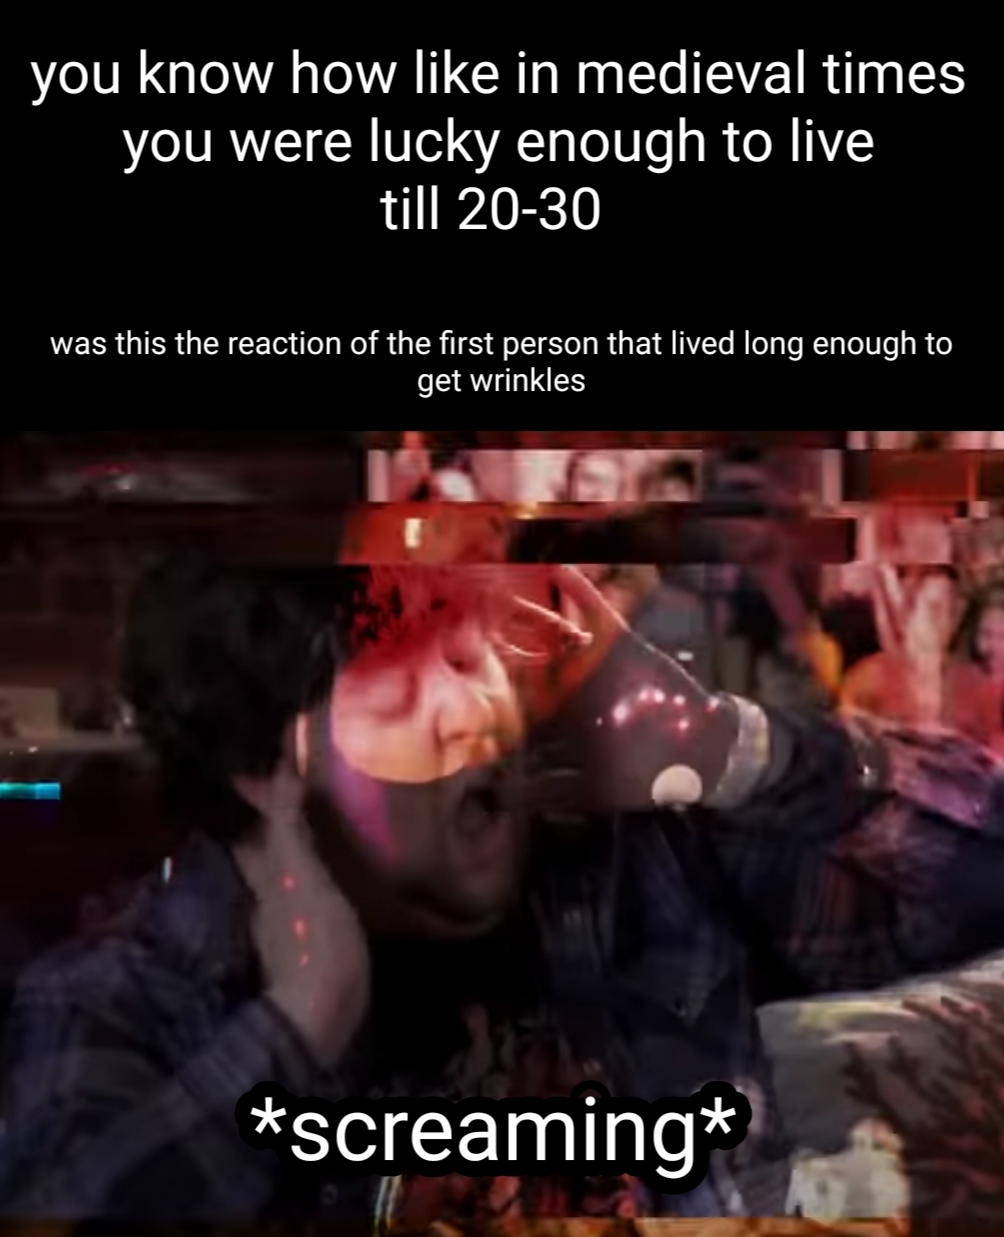 you know how like in medieval times
you were lucky enough to live
till 20-30
was this the reaction of the first person that lived long enough to
get wrinkles
*screaming*